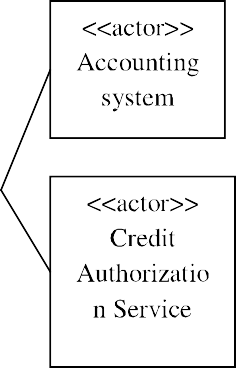 <<actor>>
Accounting
system
<<actor>>
Credit
Authorizatio
n Service